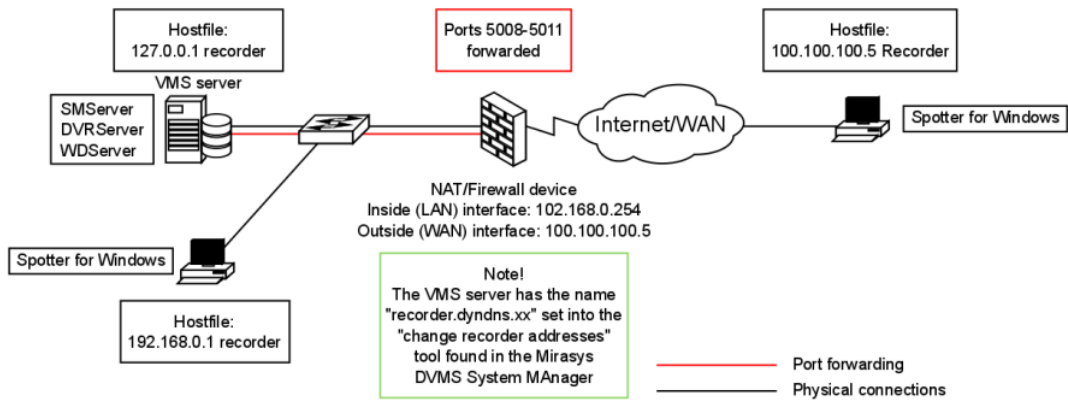 Hostfile:
127.0.0.1 recorder
Ports 5008-5011
forwarded
Hostfile:
100.100.100.5 Recorder
VMS server
SMServer
DVRServer
WDServer
Internet/WAN
Spotter for Windows
NAT/Firewall device
Inside (LAN) interface: 102.168.0.254
Outside (WAN) interface: 100.100.100.5
Spotter for Windows
Hostfile:
192.168.0.1 recorder
Note!
The VMS server has the name
"recorder.dyndns.xx" set into the
"change recorder addresses"
tool found in the Mirasys
DVMS System MAnager
Port forwarding
Physical connections